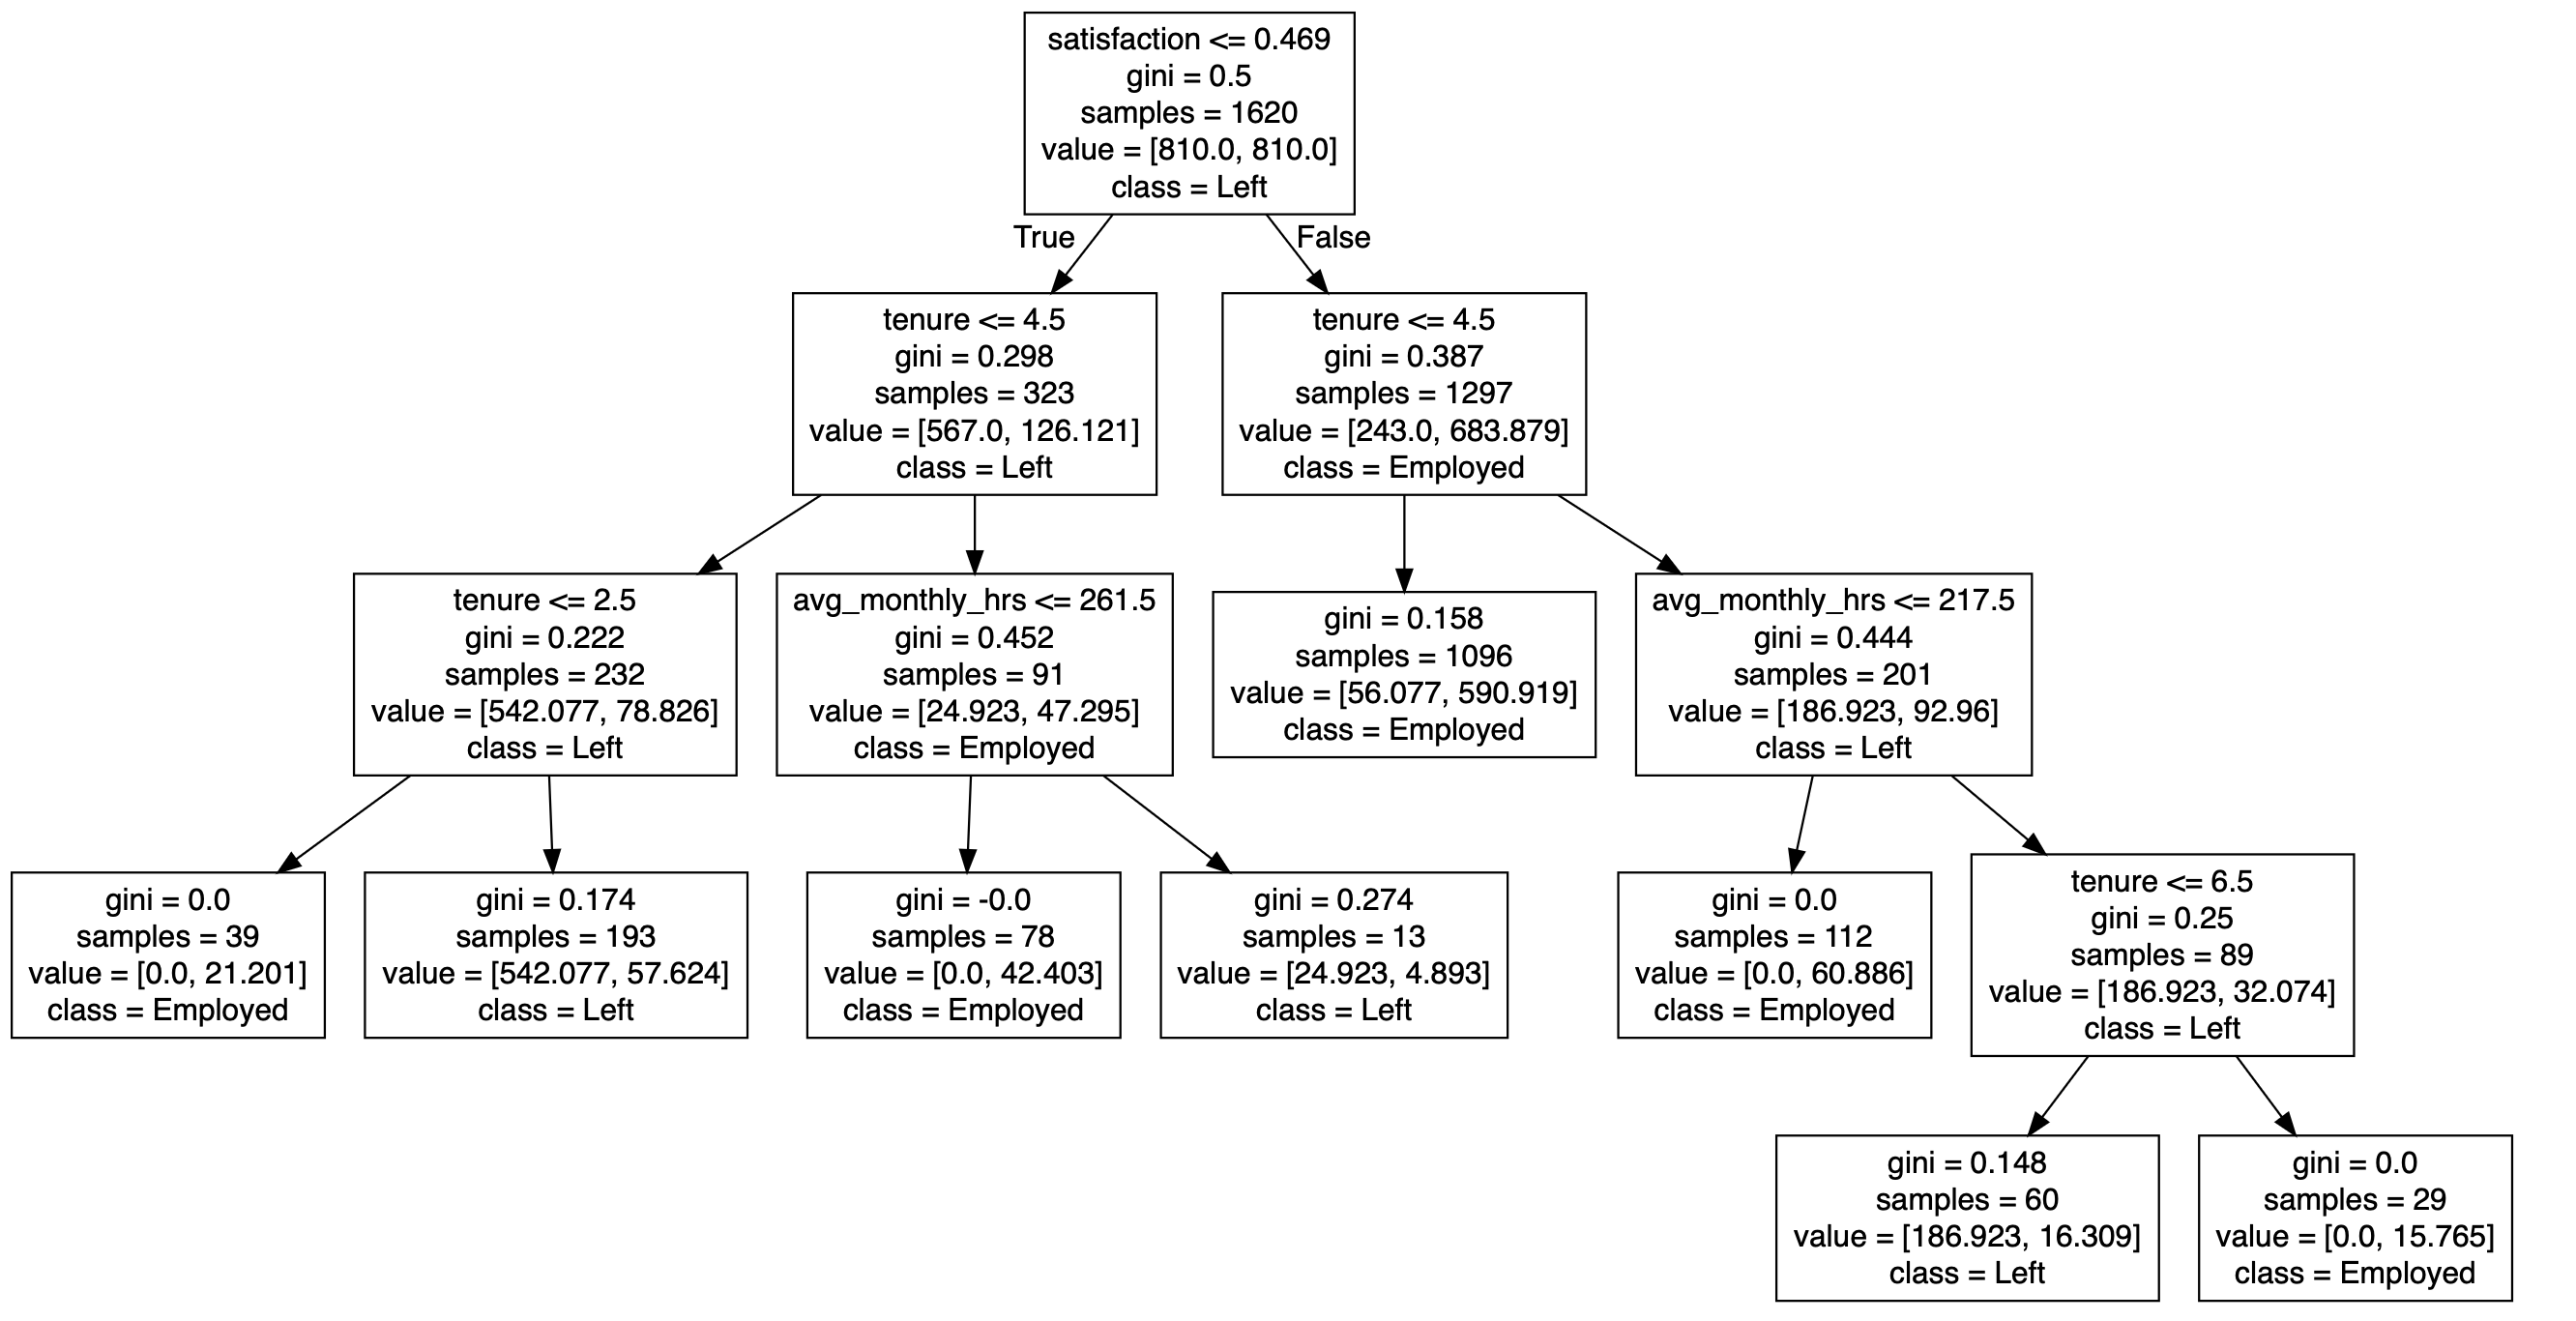 satisfaction <= 0.469
gini = 0.5
samples = 1620
value = [810.0, 810.0]
class = Left
True
False
tenure <= 4.5
gini = 0.298
samples = 323
value = [567.0, 126.121]
class = Left
tenure <= 4.5
gini = 0.387
samples = 1297
value = [243.0, 683.879]
class = Employed
tenure <= 2.5
gini = 0.222
samples = 232
value = [542.077, 78.826]
class = Left
avg_monthly_hrs <= 261.5
gini = 0.452
samples = 91
value = [24.923, 47.295]
class = Employed
gini = 0.158
samples = 1096
value = [56.077, 590.919]
class = Employed
avg_monthly_hrs <= 217.5
gini = 0.444
samples = 201
value = [186.923, 92.96]
class = Left
gini = 0.0
samples = 39
value = [0.0, 21.201]
class = Employed
gini = 0.174
samples = 193
value = [542.077, 57.624]
class = Left
gini = -0.0
samples = 78
value = [0.0, 42.403]
class = Employed
gini = 0.274
samples = 13
value = [24.923, 4.893]
class = Left
gini = 0.0
samples = 112
value = [0.0, 60.886]
class = Employed
tenure <= 6.5
gini = 0.25
samples = 89
value = [186.923, 32.074]
class = Left
gini = 0.148
samples = 60
value = [186.923, 16.309]
class = Left
gini = 0.0
samples = 29
value = [0.0, 15.765]
class = Employed